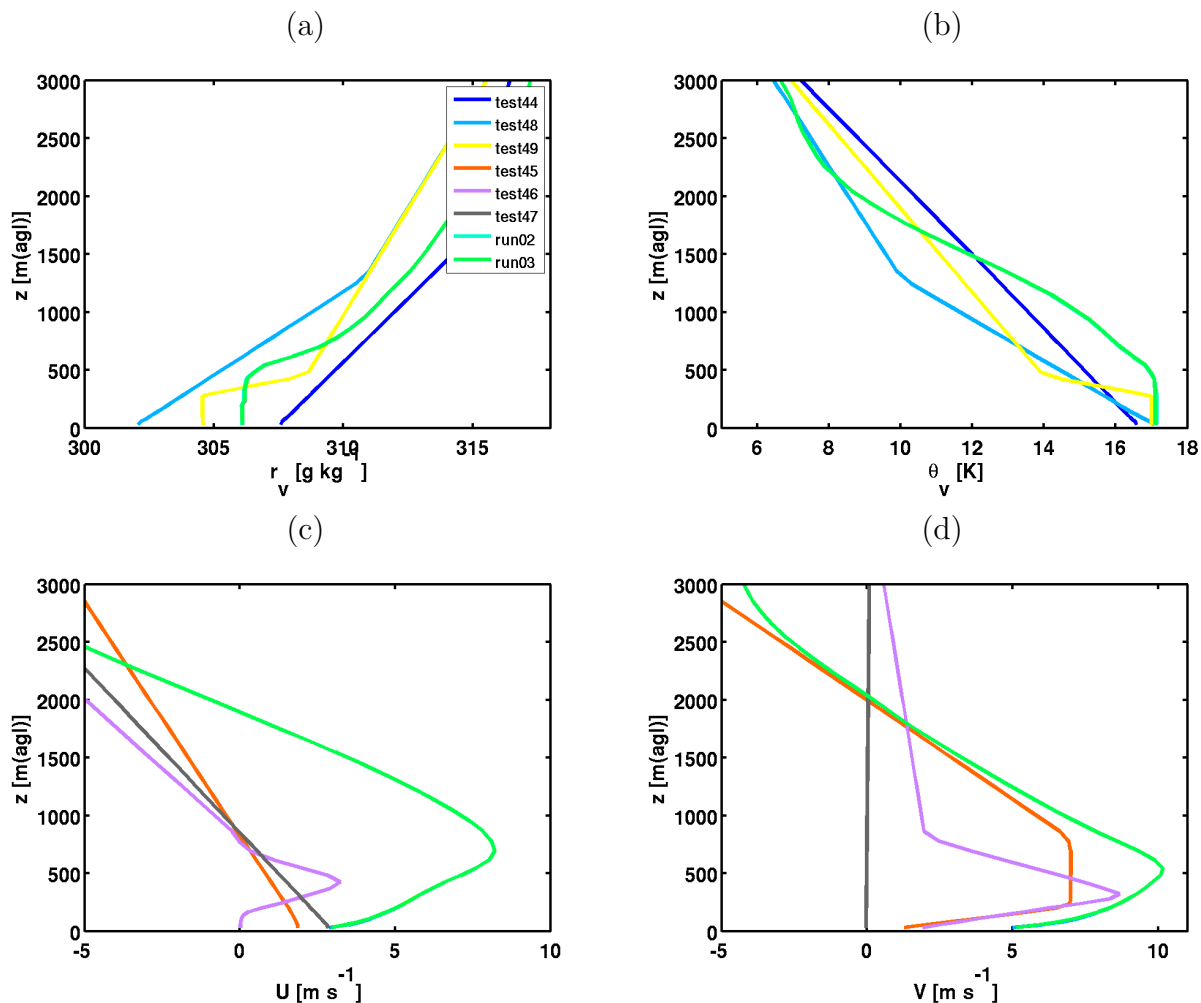 (a)
(b)
3000
2500
2000
1500
1000
500
0
z [m(agl)]
300
305
310
315
r_v [g kg^-1]
test44
test48
test49
test45
test46
test47
run02
run03
3000
2500
2000
1500
1000
500
0
z [m(agl)]
6
8
10
12
14
16
18
θ_v [K]
(c)
(d)
3000
2500
2000
1500
1000
500
0
z [m(agl)]
-5
0
5
10
U [m s^-1]
3000
2500
2000
1500
1000
500
0
z [m(agl)]
-5
0
5
10
V [m s^-1]